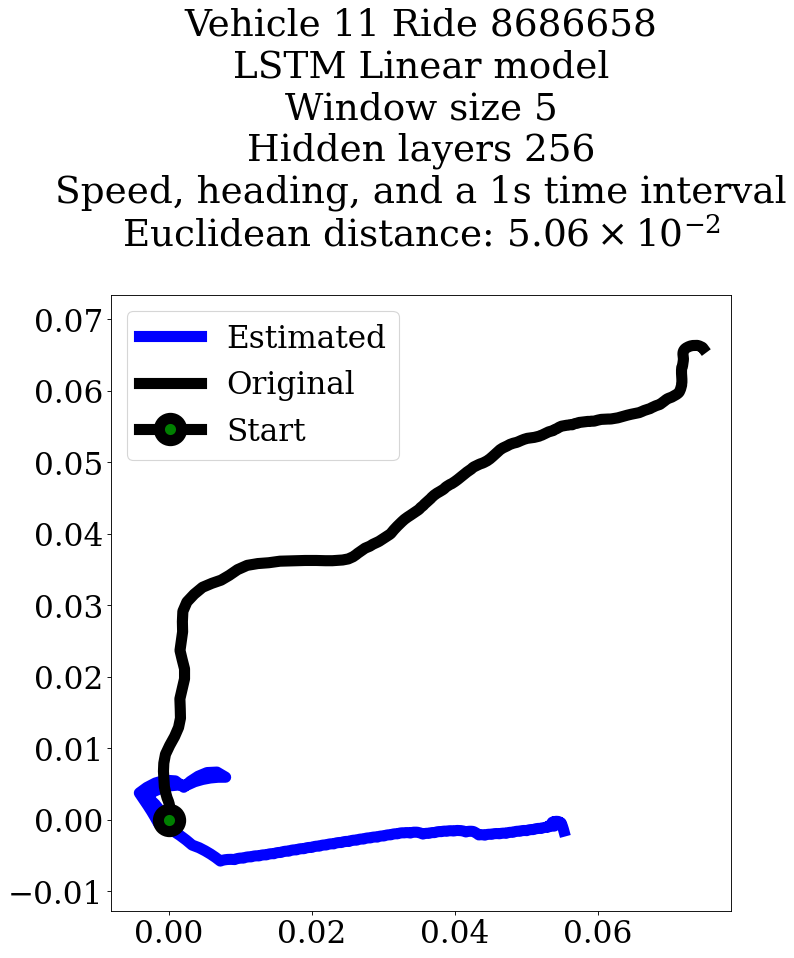 Vehicle 11 Ride 8686658
LSTM Linear model
Window size 5
Hidden layers 256
Speed, heading, and a 1s time interval
Euclidean distance: 5.06 × 10⁻²
Estimated
Original
Start
0.07
0.06
0.05
0.04
0.03
0.02
0.01
0.00
−0.01
0.00 0.02 0.04 0.06